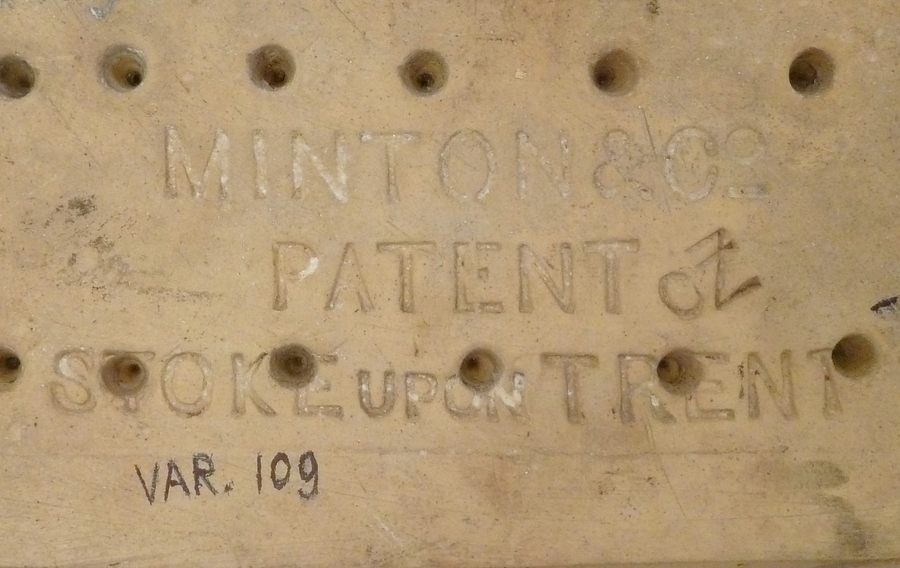 MINTON & Co
PATENT
STOKE UPON TRENT
VAR. 109